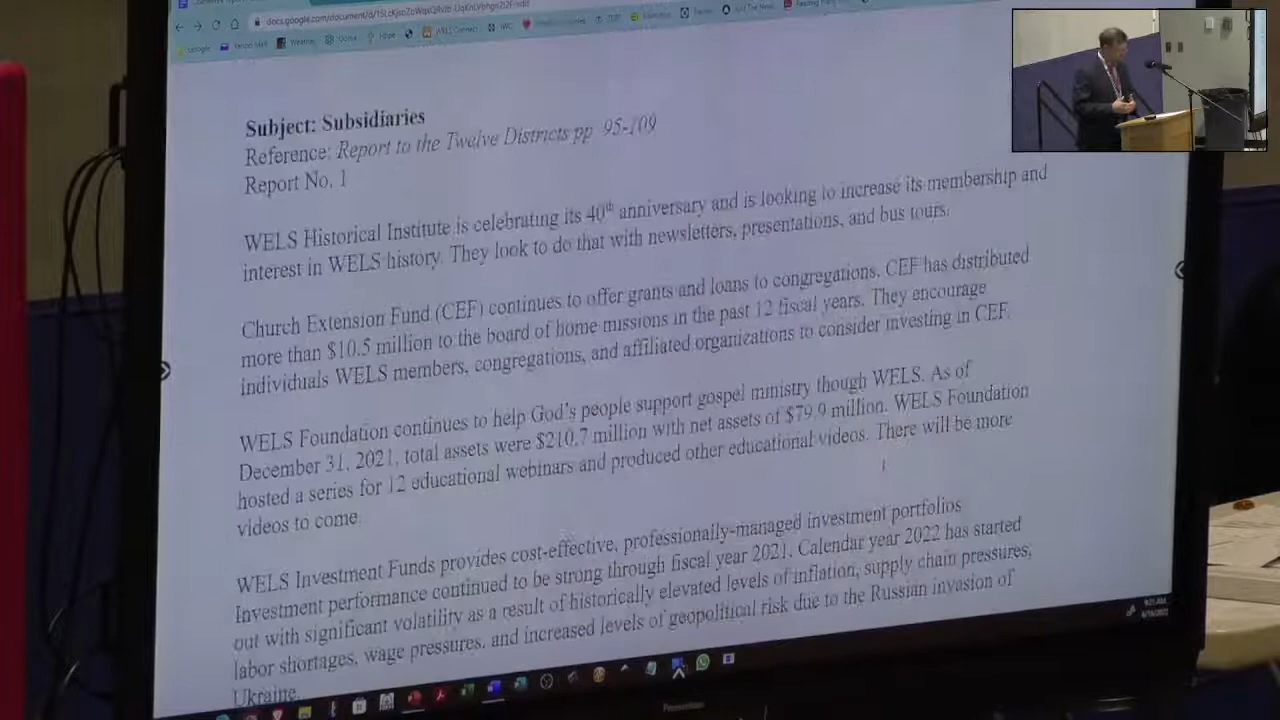 docs.google.com/document/d/
Subject: Subsidiaries
Reference: Report to the Twelve Districts pp 95-109
Report No. 1
WELS Historical Institute is celebrating its 40th anniversary and is looking to increase its membership and
interest in WELS history. They look to do that with newsletters, presentations, and bus tours.
Church Extension Fund (CEF) continues to offer grants and loans to congregations. CEF has distributed
more than $10.5 million to the board of home missions in the past 12 fiscal years. They encourage
individuals WELS members, congregations, and affiliated organizations to consider investing in CEF.
WELS Foundation continues to help God's people support gospel ministry though WELS. As of
December 31, 2021, total assets were $210.7 million with net assets of $79.9 million. WELS Foundation
hosted a series for 12 educational webinars and produced other educational videos. There will be more
videos to come.
WELS Investment Funds provides cost-effective, professionally-managed investment portfolios
Investment performance continued to be strong through fiscal year 2021. Calendar year 2022 has started
out with significant volatility as a result of historically elevated levels of inflation, supply chain pressures,
labor shortages, wage pressures, and increased levels of geopolitical risk due to the Russian invasion of
Ukraine.